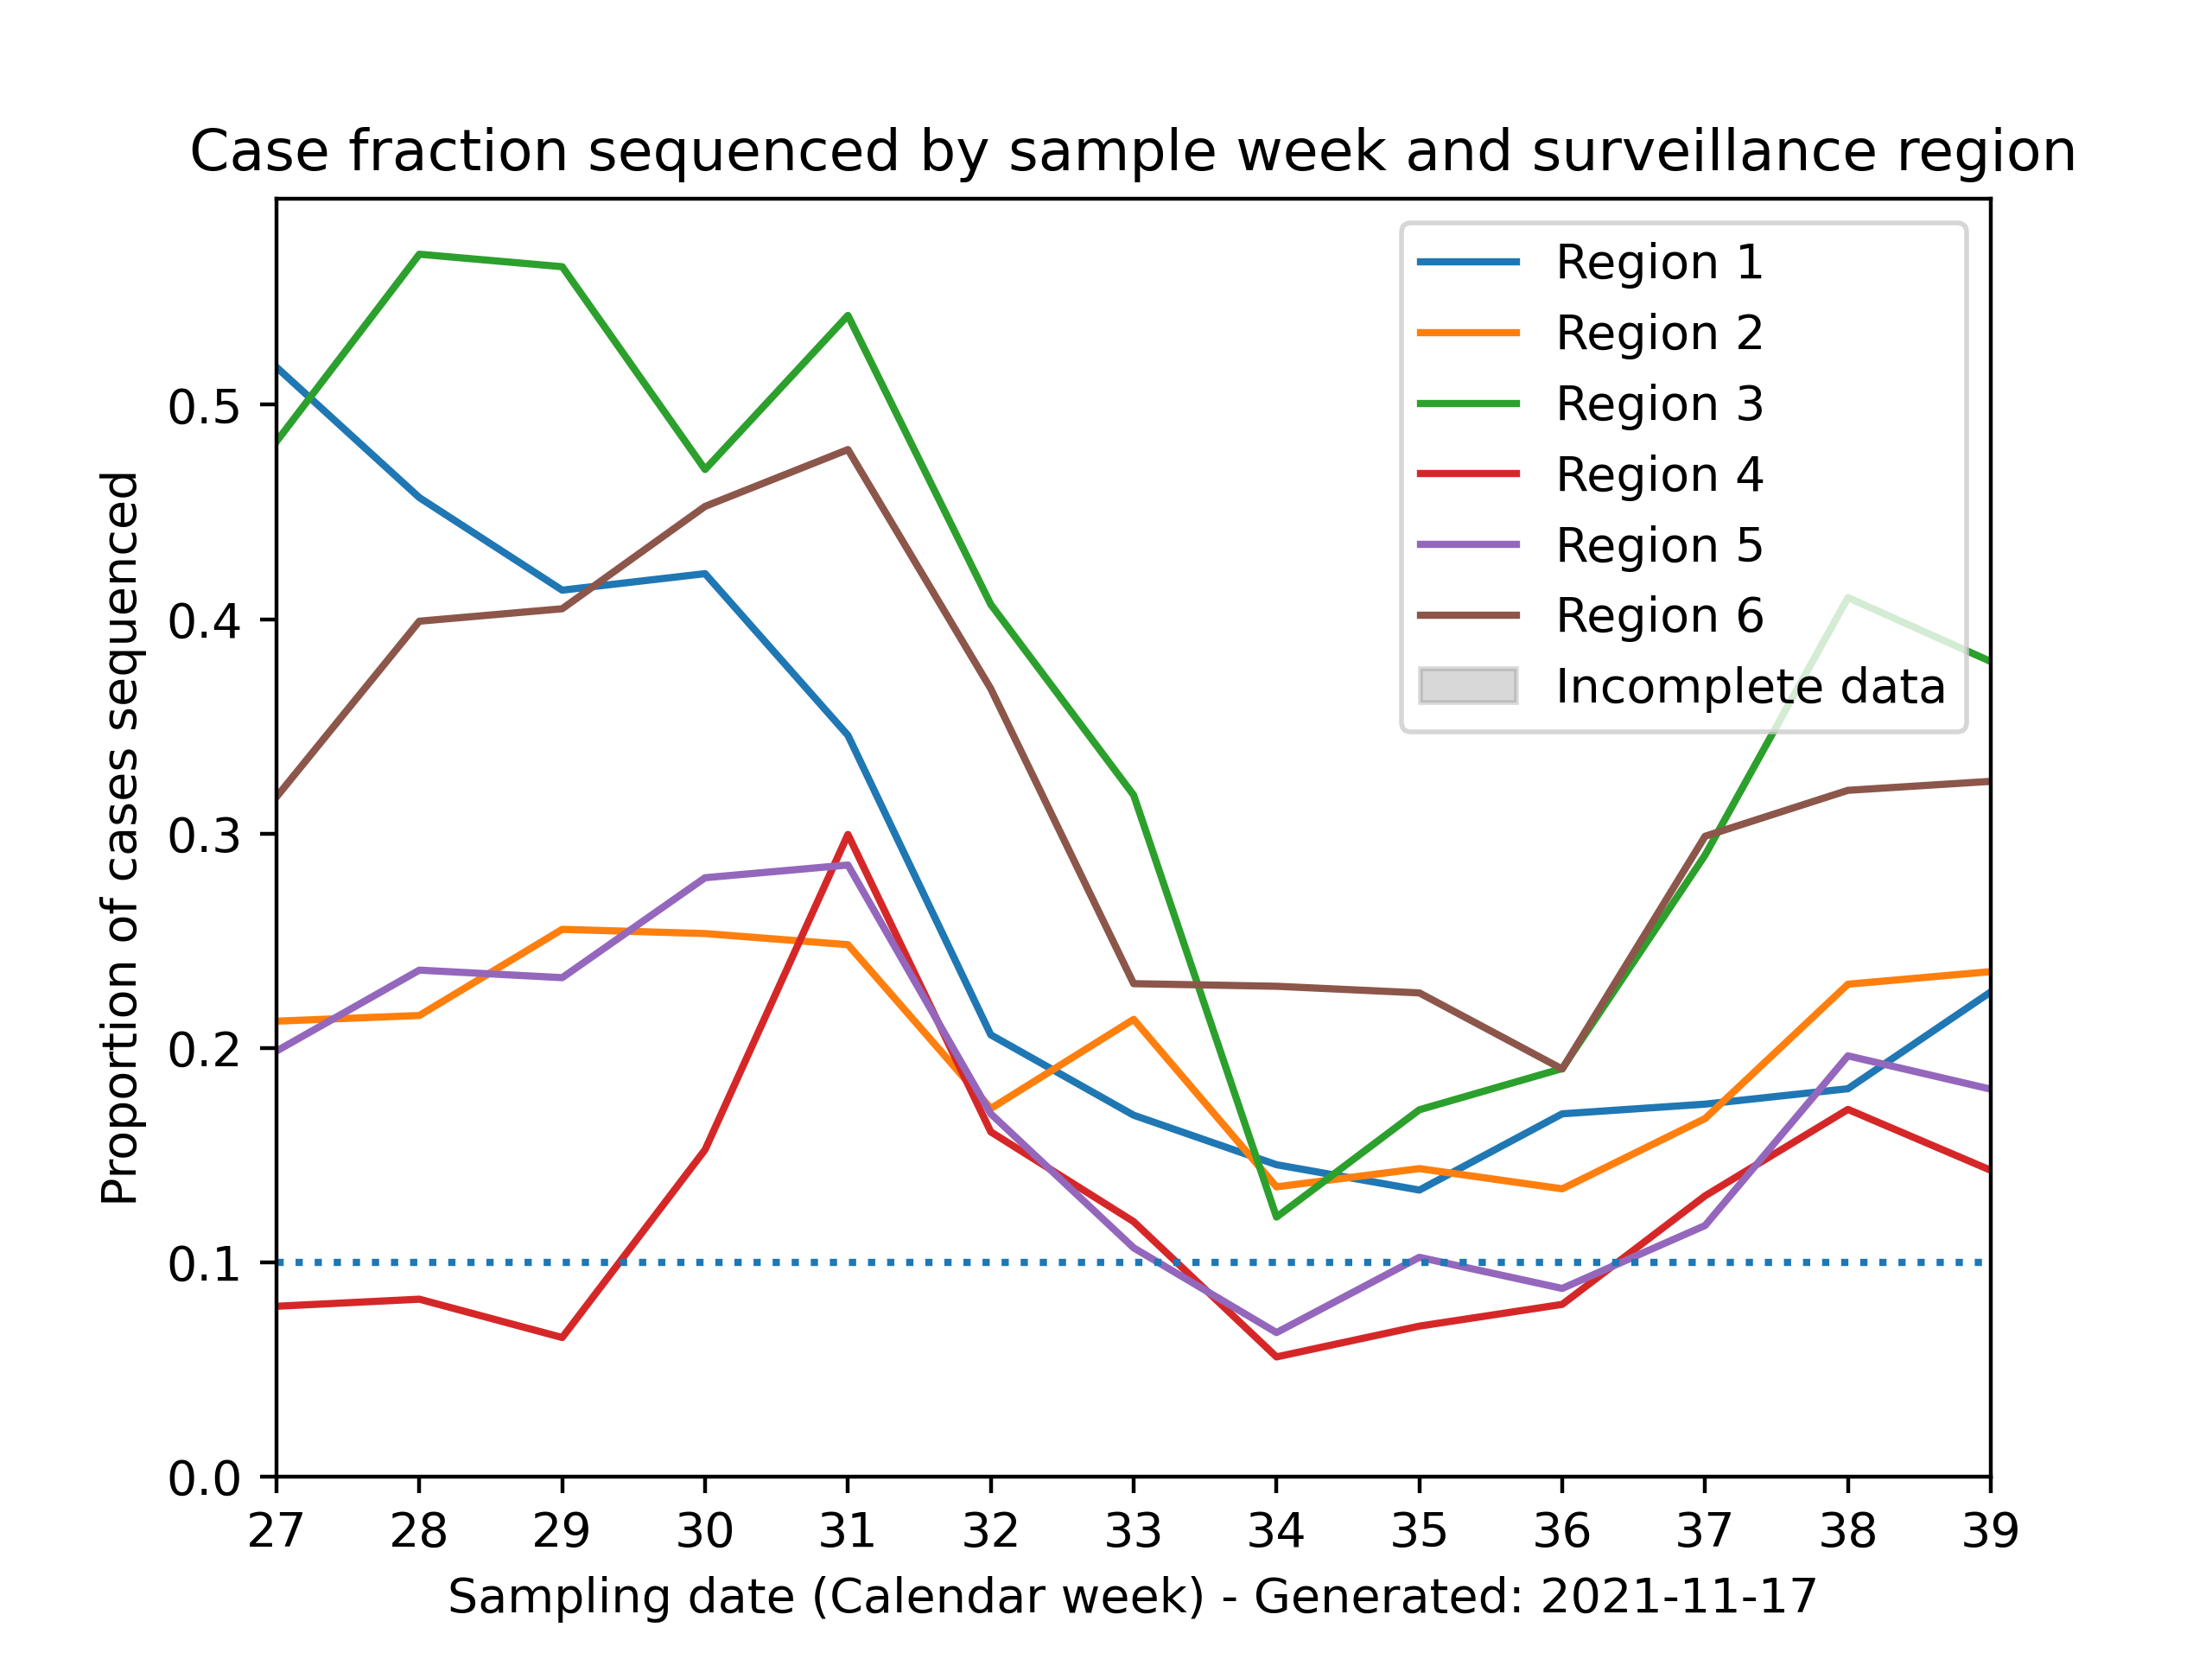 Case fraction sequenced by sample week and surveillance region
Region 1
Region 2
Region 3
Region 4
Region 5
Region 6
Incomplete data
Proportion of cases sequenced
0.5
0.4
0.3
0.2
0.1
0.0
27 28 29 30 31 32 33 34 35 36 37 38 39
Sampling date (Calendar week) - Generated: 2021-11-17